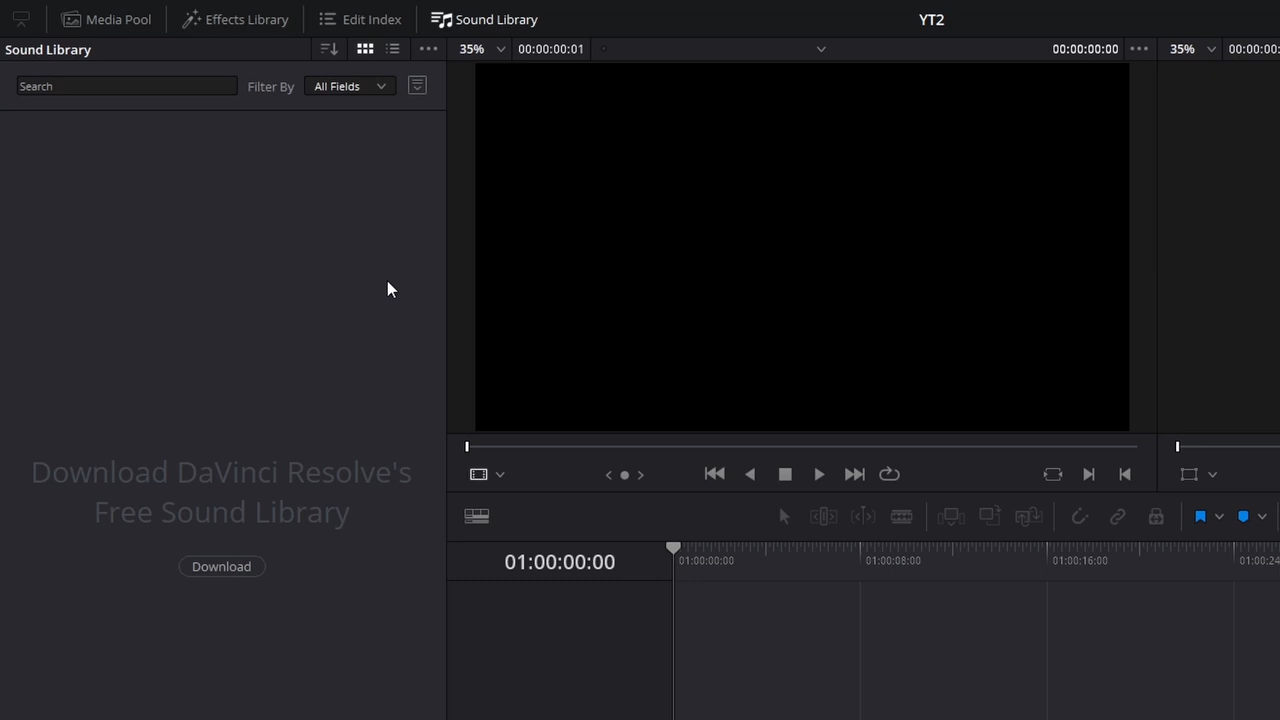 Media Pool
Effects Library
Edit Index
Sound Library
YT2
Sound Library
35%
00:00:00:01
00:00:00:00
35%
00:00:00:
Search
Filter By
All Fields
Download DaVinci Resolve's
Free Sound Library
Download
01:00:00:00
01:00:00:00
01:00:08:00
01:00:16:00
01:00:24